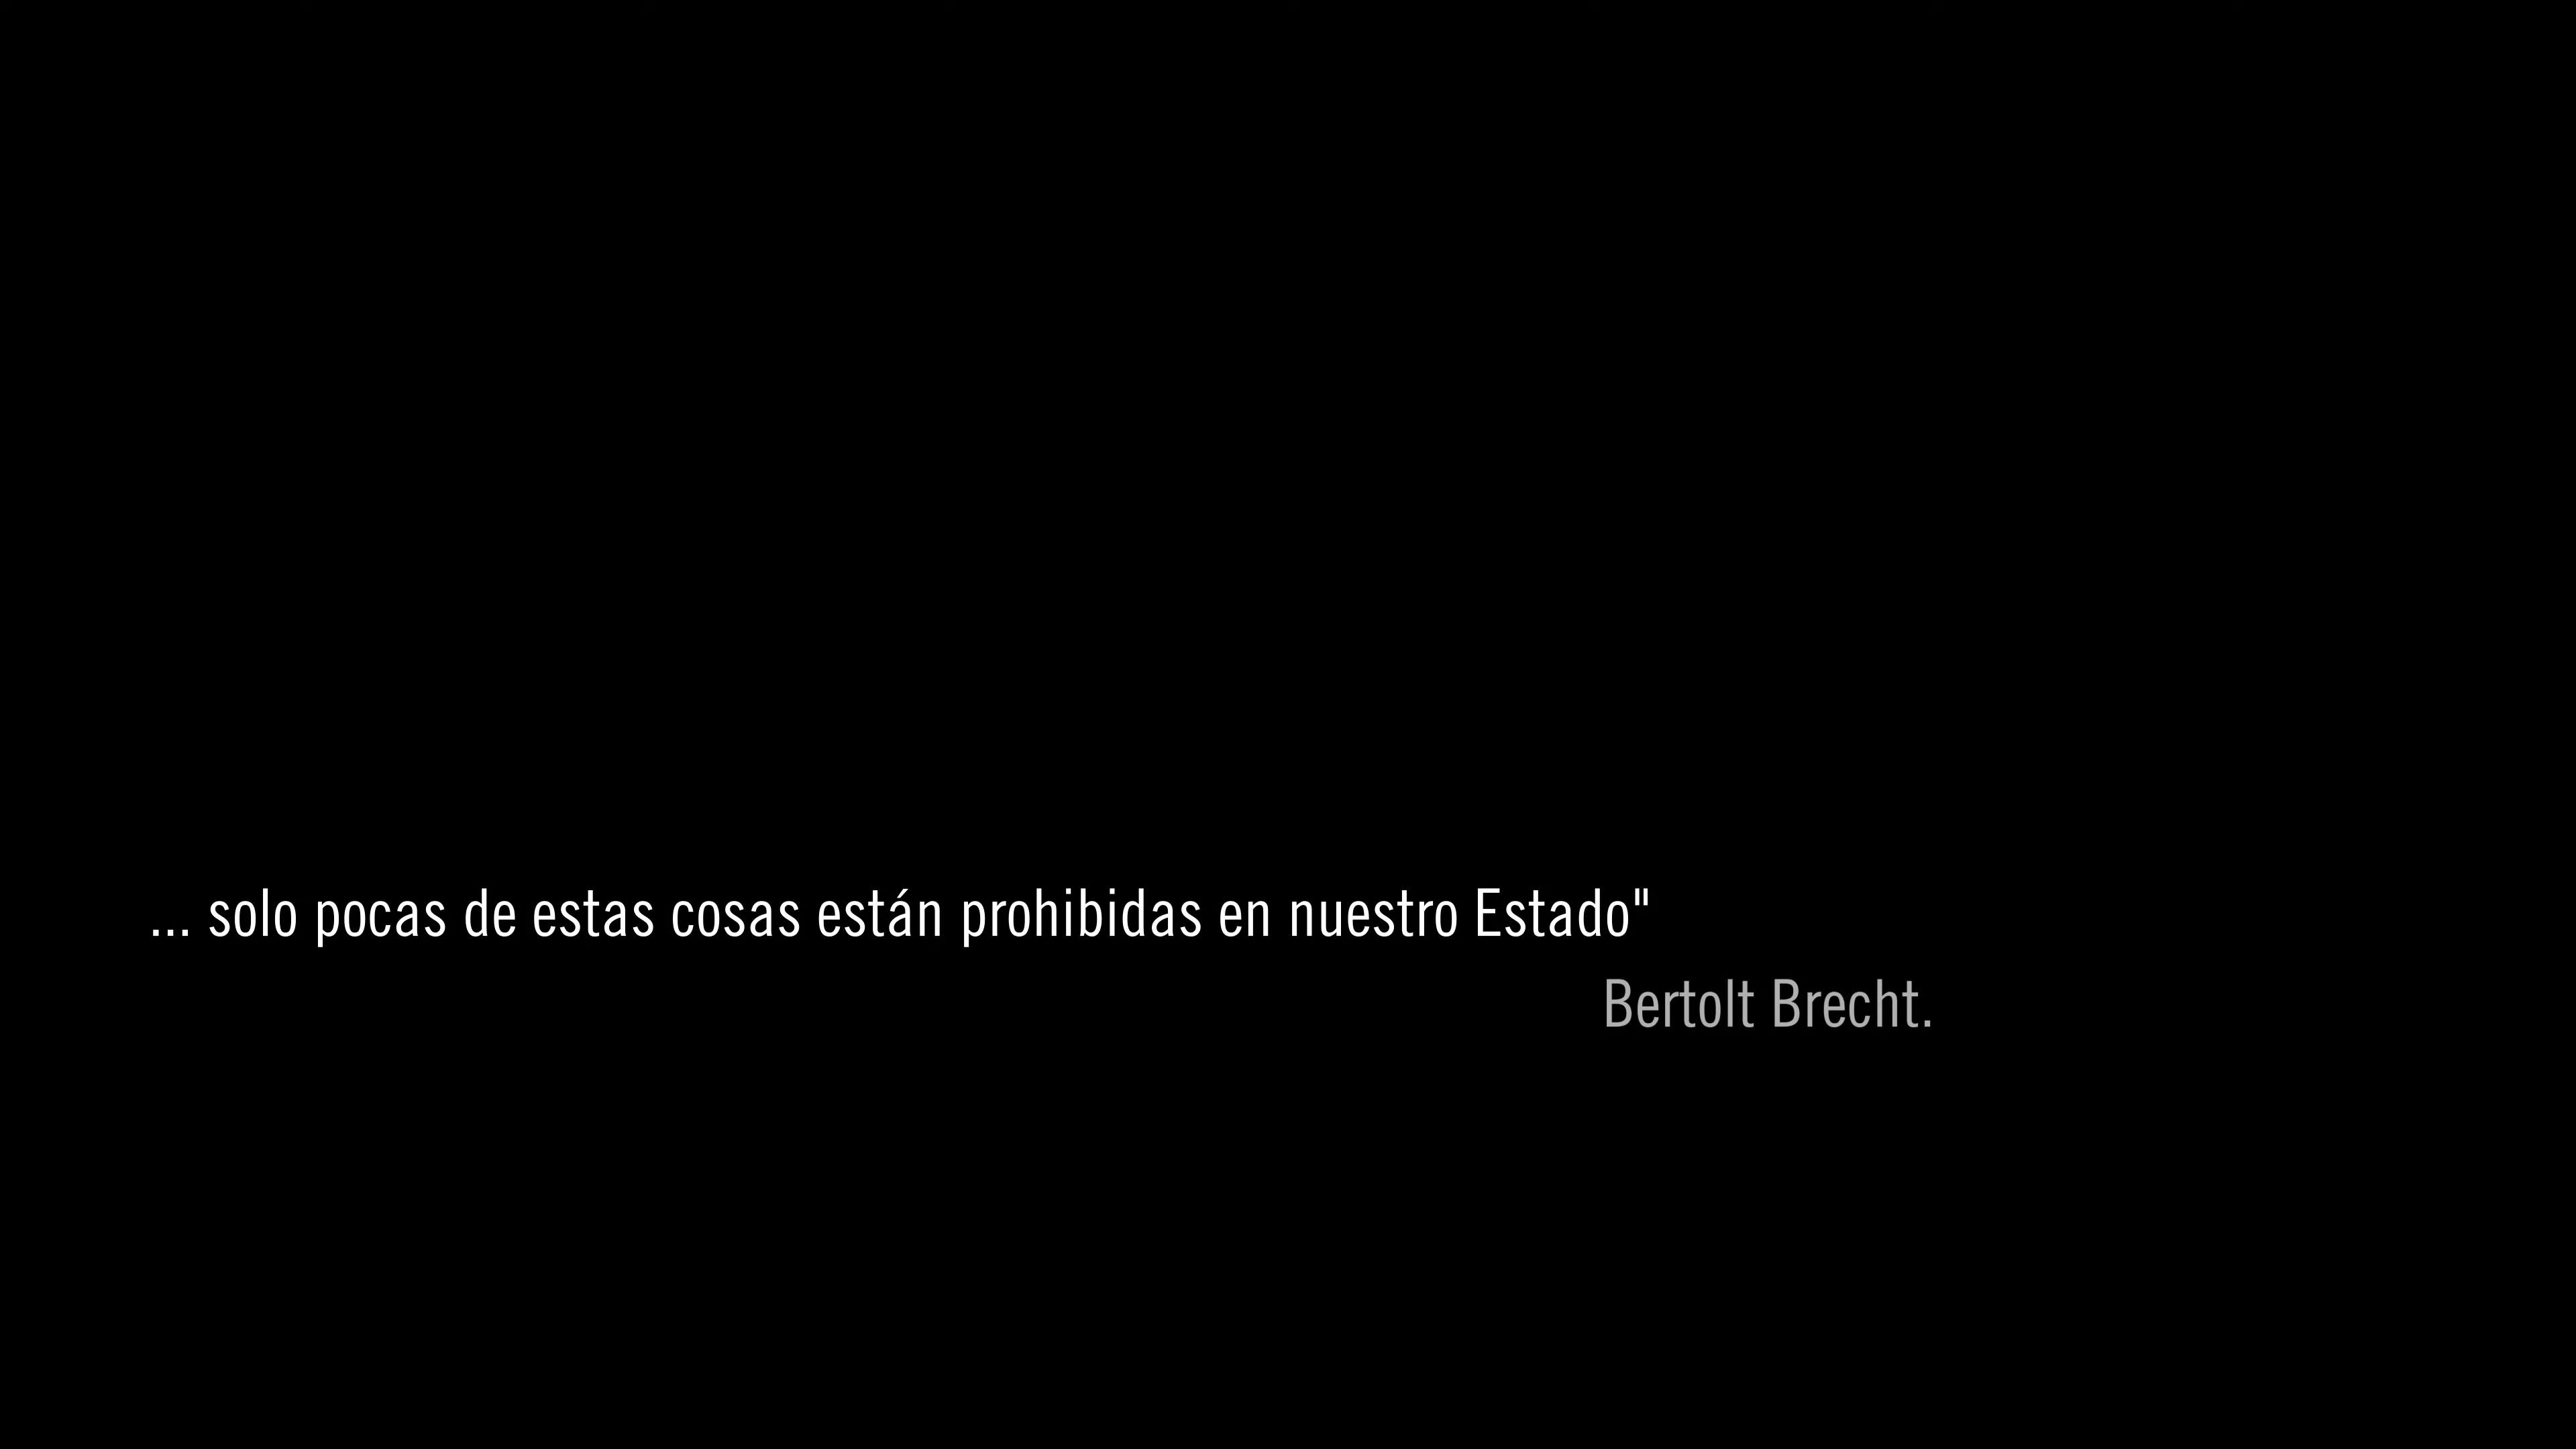 ... solo pocas de estas cosas están prohibidas en nuestro Estado"
Bertolt Brecht.